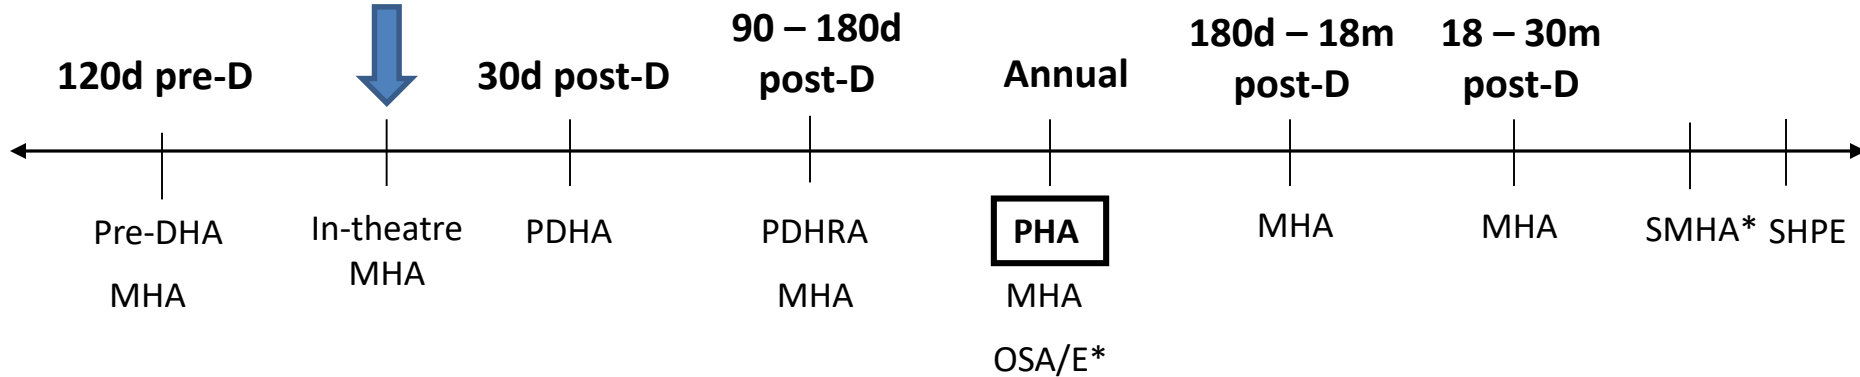 120d pre-D
30d post-D
90 – 180d
post-D
Annual
180d – 18m
post-D
18 – 30m
post-D
Pre-DHA
MHA
In-theatre
MHA
PDHA
PDHRA
MHA
PHA
MHA
OSA/E*
MHA
MHA
SMHA*
SHPE